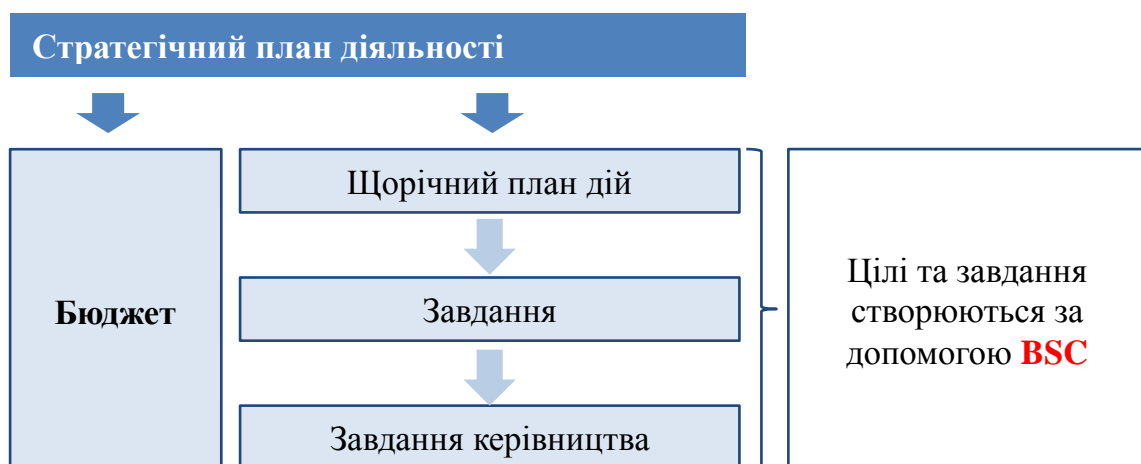 Стратегічний план діяльності
Щорічний план дій
Бюджет
Завдання
Завдання керівництва
Цілі та завдання
створюються за
допомогою BSC